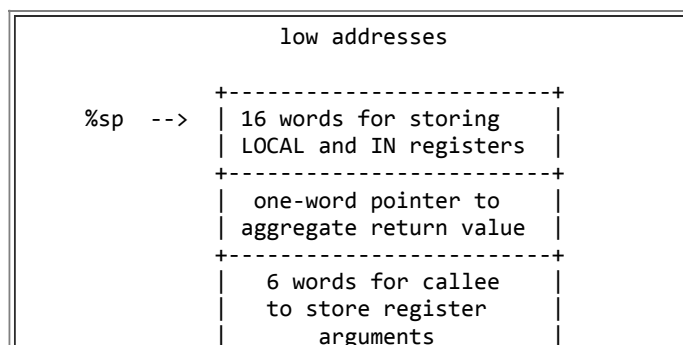 low addresses
+-------------------------+
%sp --> | 16 words for storing |
| LOCAL and IN registers |
+-------------------------+
| one-word pointer to |
| aggregate return value |
+-------------------------+
| 6 words for callee |
| to store register |
| arguments |